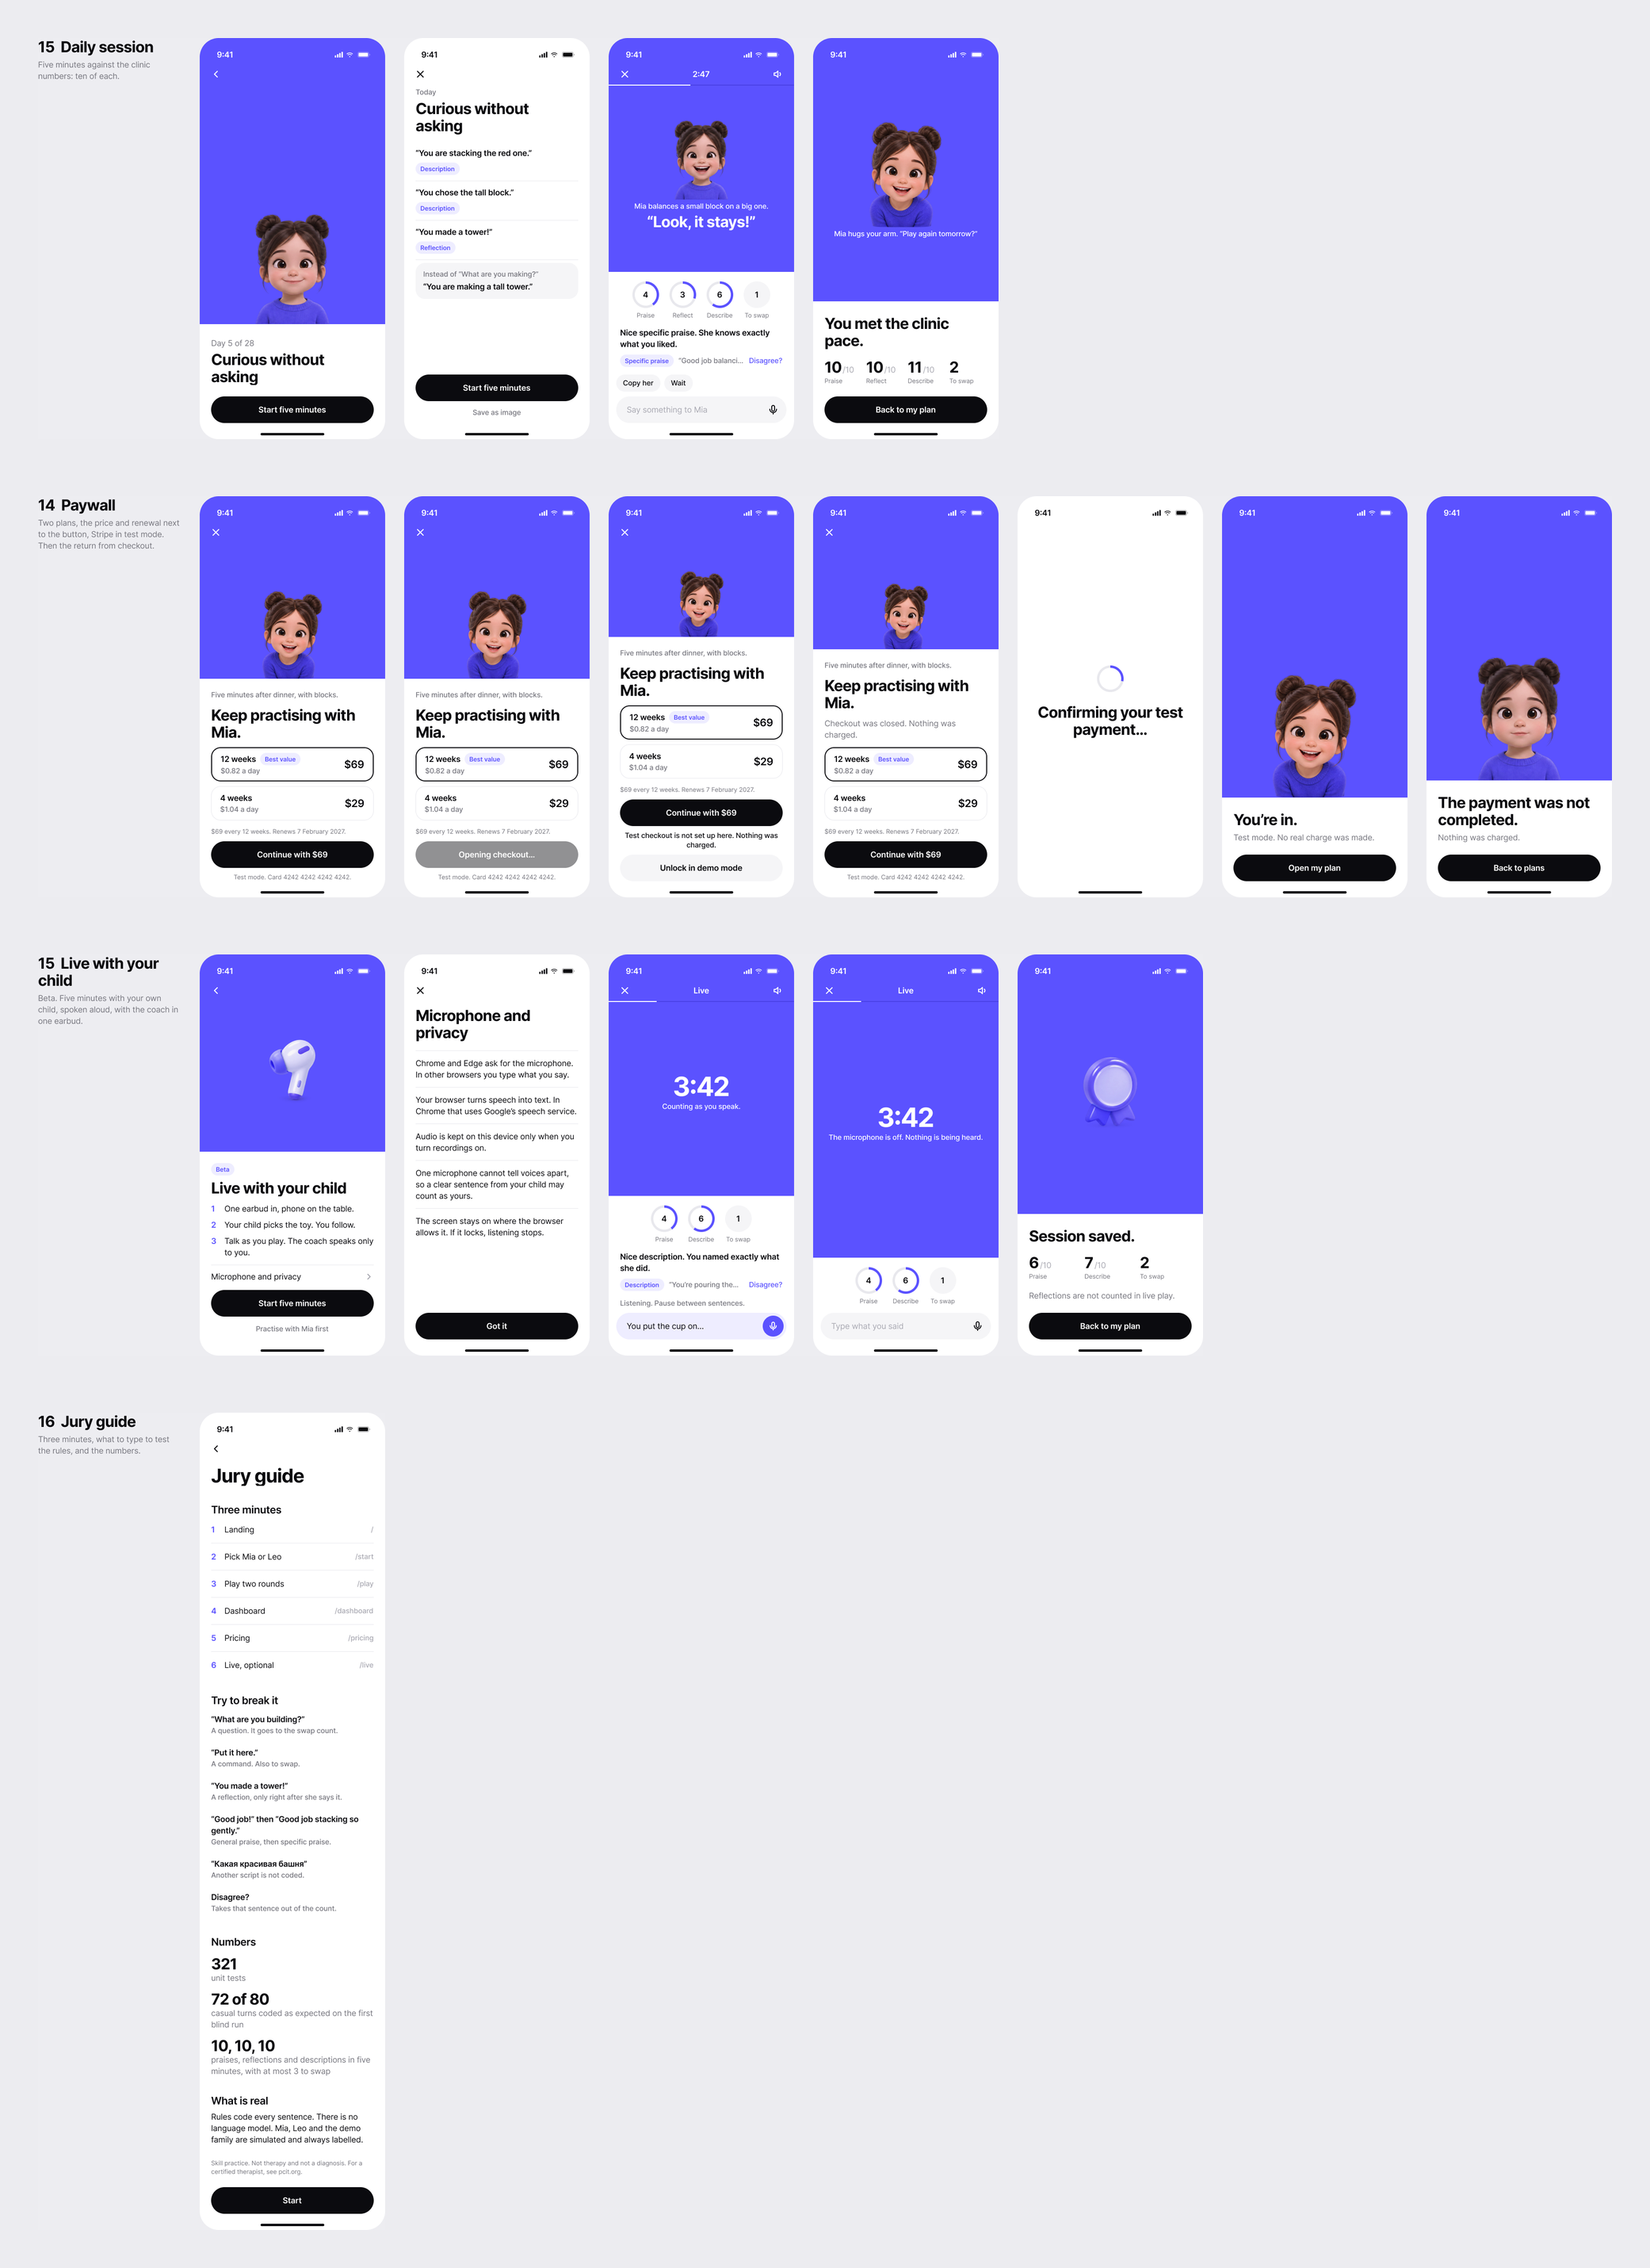 15 Daily session
Five minutes against the clinic
numbers: ten of each.
9:41
Day 5 of 28
Curious without
asking
Start five minutes
9:41
Today
Curious without
asking
“You are stacking the red one.”
Description
“You chose the tall block.”
Description
“You made a tower!”
Reflection
Instead of “What are you making?”
“You are making a tall tower.”
Start five minutes
Save as image
9:41
2:47
Mia balances a small block on a big one.
“Look, it stays!”
4 3 6 1
Praise Reflect Describe To swap
Nice specific praise. She knows exactly
what you liked.
Specific praise “Good job balanci... Disagree?
Copy her Wait
Say something to Mia
9:41
Mia hugs your arm. “Play again tomorrow?”
You met the clinic
pace.
10/10 10/10 11/10 2
Praise Reflect Describe To swap
Back to my plan
14 Paywall
Two plans, the price and renewal next
to the button, Stripe in test mode.
Then the return from checkout.
9:41
Five minutes after dinner, with blocks.
Keep practising with
Mia.
12 weeks Best value $69
$0.82 a day
4 weeks $29
$1.04 a day
$69 every 12 weeks. Renews 7 February 2027.
Continue with $69
Test mode. Card 4242 4242 4242 4242.
9:41
Five minutes after dinner, with blocks.
Keep practising with
Mia.
12 weeks Best value $69
$0.82 a day
4 weeks $29
$1.04 a day
$69 every 12 weeks. Renews 7 February 2027.
Opening checkout...
Test mode. Card 4242 4242 4242 4242.
9:41
Five minutes after dinner, with blocks.
Keep practising with
Mia.
12 weeks Best value $69
$0.82 a day
4 weeks $29
$1.04 a day
$69 every 12 weeks. Renews 7 February 2027.
Continue with $69
Test checkout is not set up here. Nothing was
charged.
Unlock in demo mode
9:41
Five minutes after dinner, with blocks.
Keep practising with
Mia.
Checkout was closed. Nothing was
charged.
12 weeks Best value $69
$0.82 a day
4 weeks $29
$1.04 a day
$69 every 12 weeks. Renews 7 February 2027.
Continue with $69
Test mode. Card 4242 4242 4242 4242.
9:41
Confirming your test
payment...
9:41
You’re in.
Test mode. No real charge was made.
Open my plan
9:41
The payment was not
completed.
Nothing was charged.
Back to plans
15 Live with your
child
Beta. Five minutes with your own
child, spoken aloud, with the coach in
one earbud.
9:41
Beta
Live with your child
1 One earbud in, phone on the table.
2 Your child picks the toy. You follow.
3 Talk as you play. The coach speaks only
to you.
Microphone and privacy
Start five minutes
Practise with Mia first
9:41
Microphone and
privacy
Chrome and Edge ask for the microphone.
In other browsers you type what you say.
Your browser turns speech into text. In
Chrome that uses Google’s speech service.
Audio is kept on this device only when you
turn recordings on.
One microphone cannot tell voices apart,
so a clear sentence from your child may
count as yours.
The screen stays on where the browser
allows it. If it locks, listening stops.
Got it
9:41
Live
3:42
Counting as you speak.
4 6 1
Praise Describe To swap
Nice description. You named exactly what
she did.
Description “You’re pouring the... Disagree?
Listening. Pause between sentences.
You put the cup on...
9:41
Live
3:42
The microphone is off. Nothing is being heard.
4 6 1
Praise Describe To swap
Type what you said
9:41
Session saved.
6/10 7/10 2
Praise Describe To swap
Reflections are not counted in live play.
Back to my plan
16 Jury guide
Three minutes, what to type to test
the rules, and the numbers.
9:41
Jury guide
Three minutes
1 Landing /
2 Pick Mia or Leo /start
3 Play two rounds /play
4 Dashboard /dashboard
5 Pricing /pricing
6 Live, optional /live
Try to break it
“What are you building?”
A question. It goes to the swap count.
“Put it here.”
A command. Also to swap.
“You made a tower!”
A reflection, only right after she says it.
“Good job!” then “Good job stacking so
gently.”
General praise, then specific praise.
“Какая красивая башня”
Another script is not coded.
Disagree?
Takes that sentence out of the count.
Numbers
321
unit tests
72 of 80
casual turns coded as expected on the first
blind run
10, 10, 10
praises, reflections and descriptions in five
minutes, with at most 3 to swap
What is real
Rules code every sentence. There is no
language model. Mia, Leo and the demo
family are simulated and always labelled.
Skill practice. Not therapy and not a diagnosis. For a
certified therapist, see pcit.org.
Start